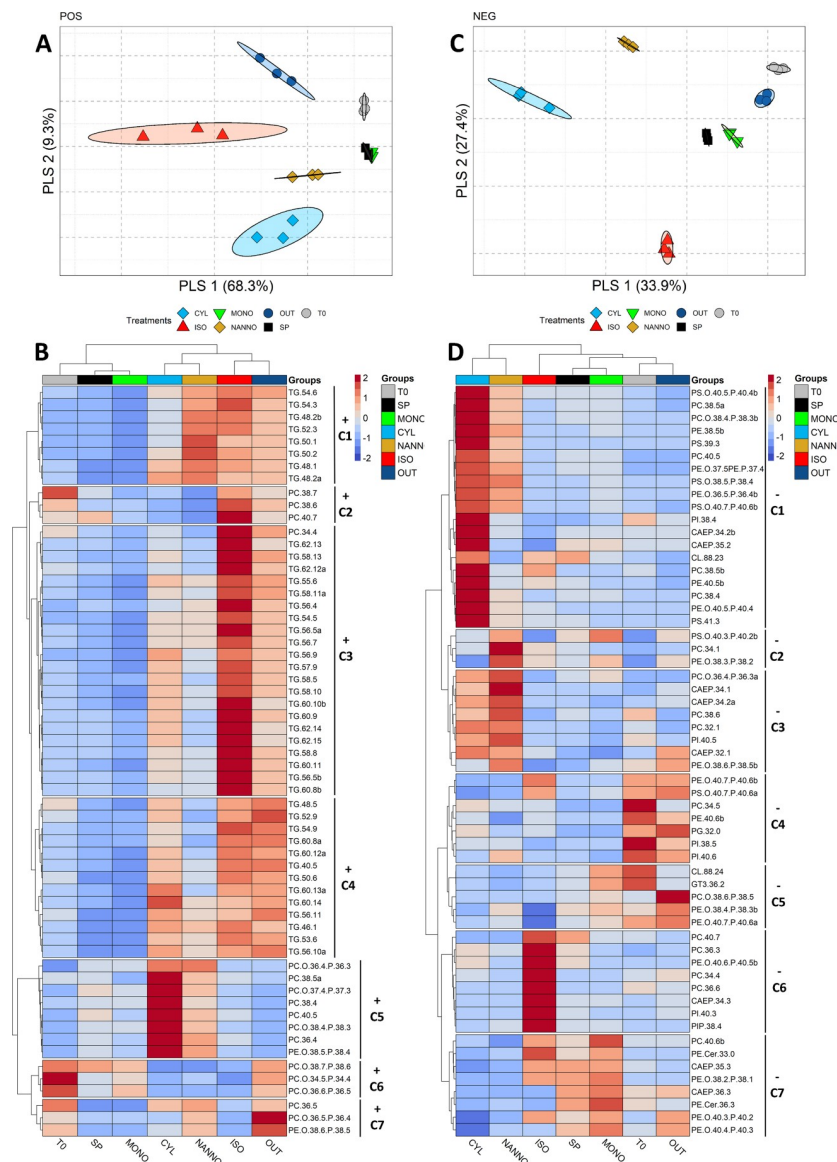 POS
A
PLS 2 (9.3%)
PLS 1 (68.3%)
Treatments
CYL
MONO
OUT
T0
ISO
NANNO
SP
NEG
C
PLS 2 (27.4%)
PLS 1 (33.9%)
Treatments
CYL
MONO
OUT
T0
ISO
NANNO
SP
B
Groups
TG.54.6
TG.54.3
TG.48.2b
TG.52.3
TG.50.1
TG.50.2
TG.48.1
TG.48.2a
+
C1
PC.38.7
PC.38.6
PC.40.7
+
C2
PC.34.4
TG.62.13
TG.58.13
TG.62.12a
TG.55.6
TG.58.11a
TG.56.4
TG.54.5
TG.56.5a
TG.56.7
TG.56.9
TG.57.9
TG.58.5
TG.58.10
TG.60.10b
TG.60.9
TG.62.14
TG.62.15
TG.58.8
TG.60.11
TG.56.5b
TG.60.8b
+
C3
TG.48.5
TG.52.9
TG.54.9
TG.60.8a
TG.60.12a
TG.40.5
TG.50.6
TG.60.13a
TG.60.14
TG.56.11
TG.46.1
TG.53.6
TG.56.10a
+
C4
PC.O.36.4.P.36.3
PC.38.5a
PC.O.37.4.P.37.3
PC.38.4
PC.40.5
PC.O.38.4.P.38.3
PC.36.4
PE.O.38.5.P.38.4
+
C5
PC.O.38.7.P.38.6
PC.O.34.5.P.34.4
PC.O.36.6.P.36.5
+
C6
PC.36.5
PC.O.36.5.P.36.4
PE.O.38.6.P.38.5
+
C7
T0
SP
MONO
CYL
NANNO
ISO
OUT
2
1
0
-1
-2
Groups
T0
SP
MONC
CYL
NANN
ISO
OUT
D
Groups
PS.O.40.5.P.40.4b
PC.38.5a
PC.O.38.4.P.38.3b
PE.38.5b
PS.39.3
PC.40.5
PE.O.37.5PE.P.37.4
PS.O.38.5.P.38.4
PE.O.36.5.P.36.4b
PS.O.40.7.P.40.6b
PI.38.4
CAEP.34.2b
CAEP.35.2
CL.88.23
PC.38.5b
PE.40.5b
PC.38.4
PE.O.40.5.P.40.4
PS.41.3
-
C1
PS.O.40.3.P.40.2b
PC.34.1
PE.O.38.3.P.38.2
-
C2
PC.O.36.4.P.36.3a
CAEP.34.1
CAEP.34.2a
PC.38.6
PC.32.1
PI.40.5
CAEP.32.1
PE.O.38.6.P.38.5b
-
C3
PE.O.40.7.P.40.6b
PS.O.40.7.P.40.6a
PC.34.5
PE.40.6b
PG.32.0
PI.38.5
PI.40.6
-
C4
CL.88.24
GT3.36.2
PC.O.38.6.P.38.5
PE.O.38.4.P.38.3b
PE.O.40.7.P.40.6a
-
C5
PC.40.7
PC.36.3
PE.O.40.6.P.40.5b
PC.34.4
PC.36.6
CAEP.34.3
PI.40.3
PIP.38.4
-
C6
PC.40.6b
PE.Cer.33.0
CAEP.35.3
PE.O.38.2.P.38.1
CAEP.36.3
PE.Cer.36.3
PE.O.40.3.P.40.2
PE.O.40.4.P.40.3
-
C7
CYL
NANNO
ISO
SP
MONO
T0
OUT
2
1
0
-1
-2
Groups
T0
SP
MONC
CYL
NANN
ISO
OUT